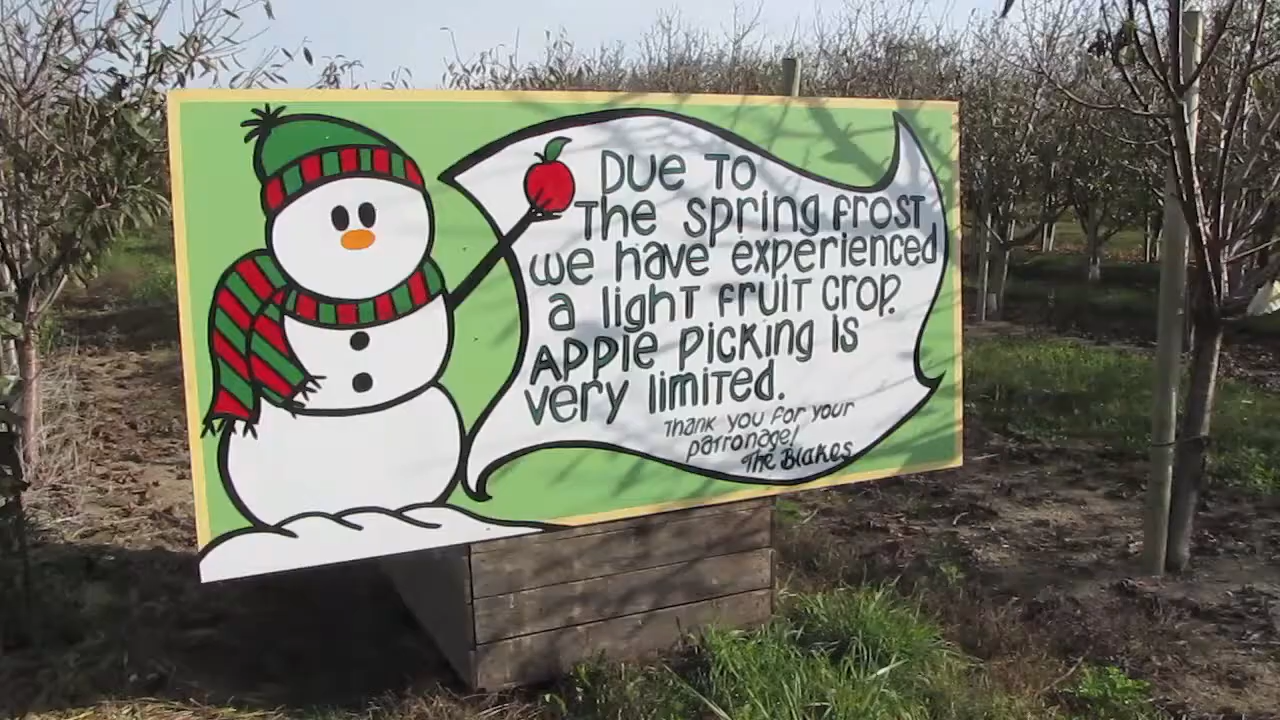 Due To
The spring frost
we have experienced
a light fruit crop.
Apple picking is
very limited.
Thank you for your
patronage!
The Blakes